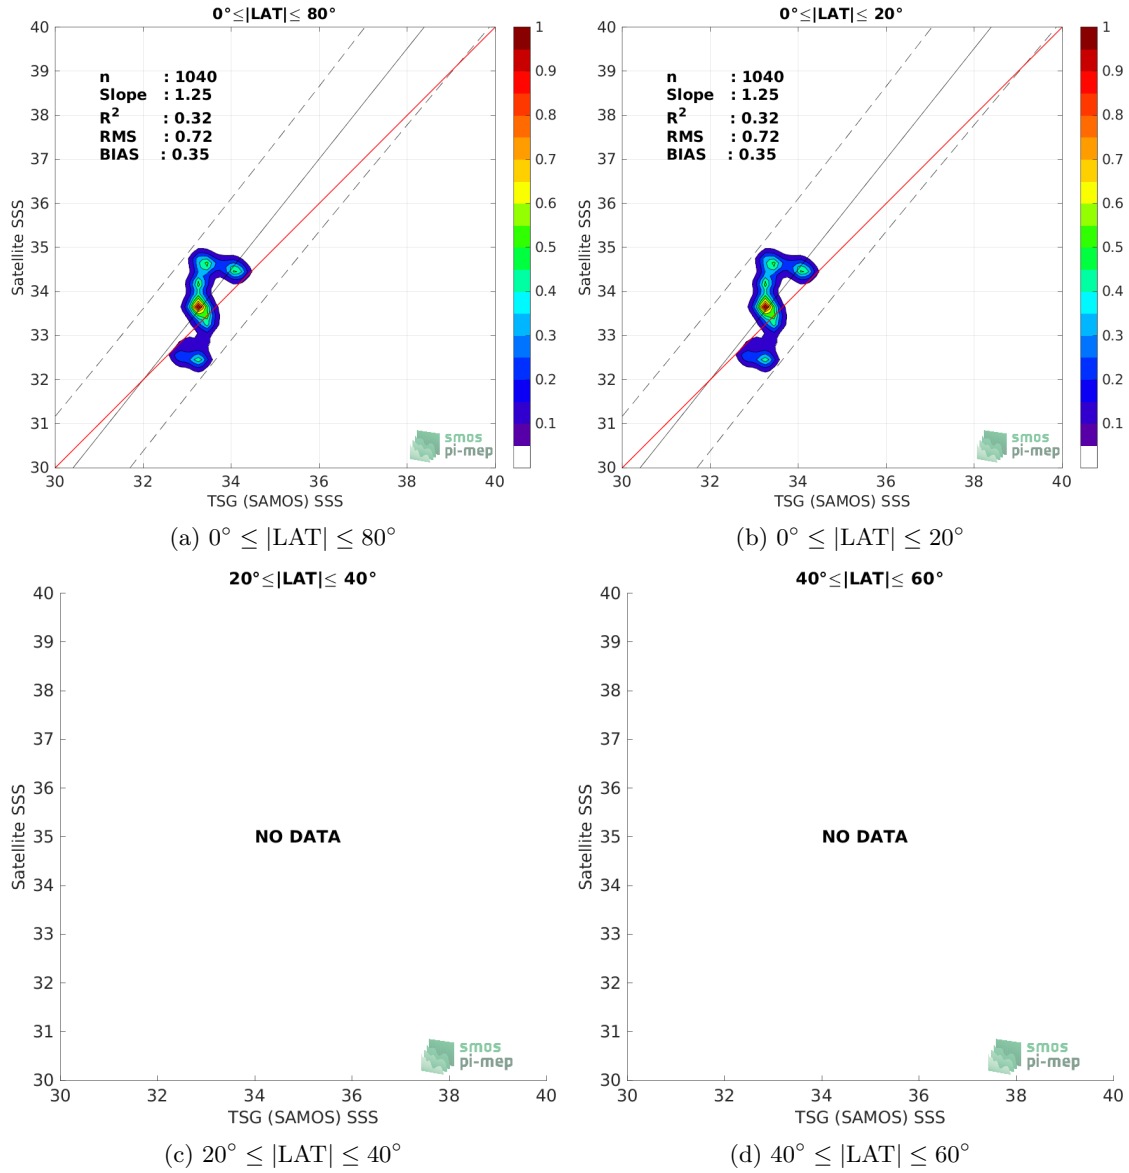 0°≤|LAT|≤ 80°
40
39
38
37
36
35
34
33
32
31
30
Satellite SSS
n : 1040
Slope : 1.25
R² : 0.32
RMS : 0.72
BIAS : 0.35
1
0.9
0.8
0.7
0.6
0.5
0.4
0.3
0.2
0.1
smos
pi-mep
30 32 34 36 38 40
TSG (SAMOS) SSS
(a) 0° ≤ |LAT| ≤ 80°
0°≤|LAT|≤ 20°
40
39
38
37
36
35
34
33
32
31
30
Satellite SSS
n : 1040
Slope : 1.25
R² : 0.32
RMS : 0.72
BIAS : 0.35
1
0.9
0.8
0.7
0.6
0.5
0.4
0.3
0.2
0.1
smos
pi-mep
30 32 34 36 38 40
TSG (SAMOS) SSS
(b) 0° ≤ |LAT| ≤ 20°
20°≤|LAT|≤ 40°
40
39
38
37
36
35
34
33
32
31
30
Satellite SSS
NO DATA
smos
pi-mep
30 32 34 36 38 40
TSG (SAMOS) SSS
(c) 20° ≤ |LAT| ≤ 40°
40°≤|LAT|≤ 60°
40
39
38
37
36
35
34
33
32
31
30
Satellite SSS
NO DATA
smos
pi-mep
30 32 34 36 38 40
TSG (SAMOS) SSS
(d) 40° ≤ |LAT| ≤ 60°